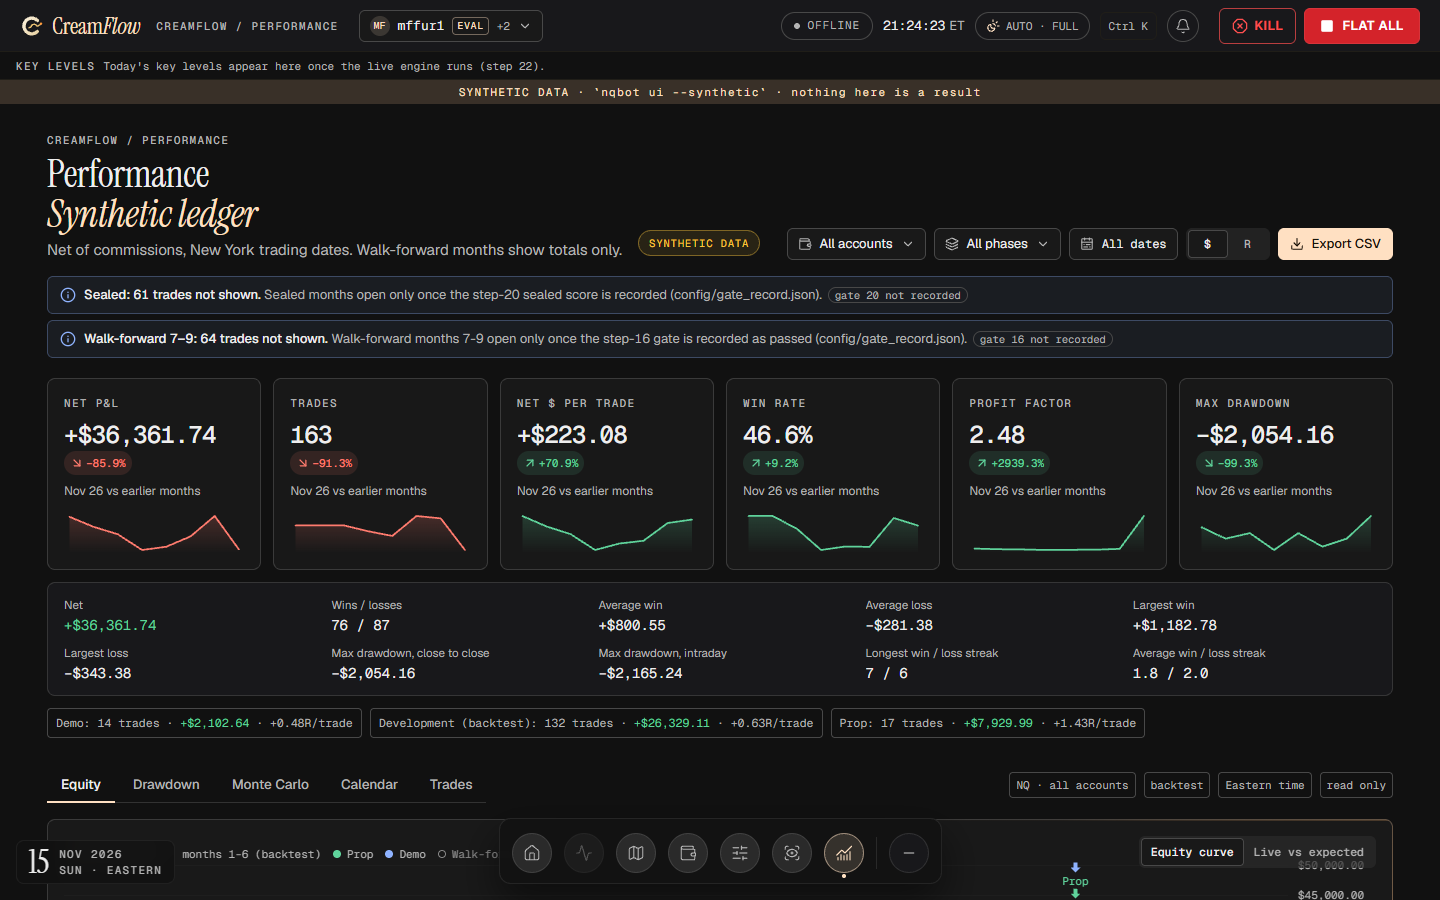 CreamFlow CREAMFLOW / PERFORMANCE MF mffur1 EVAL +2 OFFLINE 21:24:23 ET AUTO · FULL Ctrl K KILL FLAT ALL
KEY LEVELS Today's key levels appear here once the live engine runs (step 22).
SYNTHETIC DATA · `nqbot ui --synthetic` · nothing here is a result
CREAMFLOW / PERFORMANCE
Performance
Synthetic ledger
Net of commissions, New York trading dates. Walk-forward months show totals only. SYNTHETIC DATA All accounts All phases All dates $ R Export CSV
Sealed: 61 trades not shown. Sealed months open only once the step-20 sealed score is recorded (config/gate_record.json). gate 20 not recorded
Walk-forward 7–9: 64 trades not shown. Walk-forward months 7-9 open only once the step-16 gate is recorded as passed (config/gate_record.json). gate 16 not recorded
NET P&L TRADES NET $ PER TRADE WIN RATE PROFIT FACTOR MAX DRAWDOWN
+$36,361.74 163 +$223.08 46.6% 2.48 −$2,054.16
−85.9% −91.3% +70.9% +9.2% +2939.3% −99.3%
Nov 26 vs earlier months Nov 26 vs earlier months Nov 26 vs earlier months Nov 26 vs earlier months Nov 26 vs earlier months Nov 26 vs earlier months
Net Wins / losses Average win Average loss Largest win
+$36,361.74 76 / 87 +$800.55 −$281.38 +$1,182.78
Largest loss Max drawdown, close to close Max drawdown, intraday Longest win / loss streak Average win / loss streak
−$343.38 −$2,054.16 −$2,165.24 7 / 6 1.8 / 2.0
Demo: 14 trades · +$2,102.64 · +0.48R/trade Development (backtest): 132 trades · +$26,329.11 · +0.63R/trade Prop: 17 trades · +$7,929.99 · +1.43R/trade
Equity Drawdown Monte Carlo Calendar Trades NQ · all accounts backtest Eastern time read only
15 NOV 2026 months 1-6 (backtest) Prop Demo Walk-fo Equity curve Live vs expected
SUN · EASTERN
$50,000.00
Prop
$45,000.00